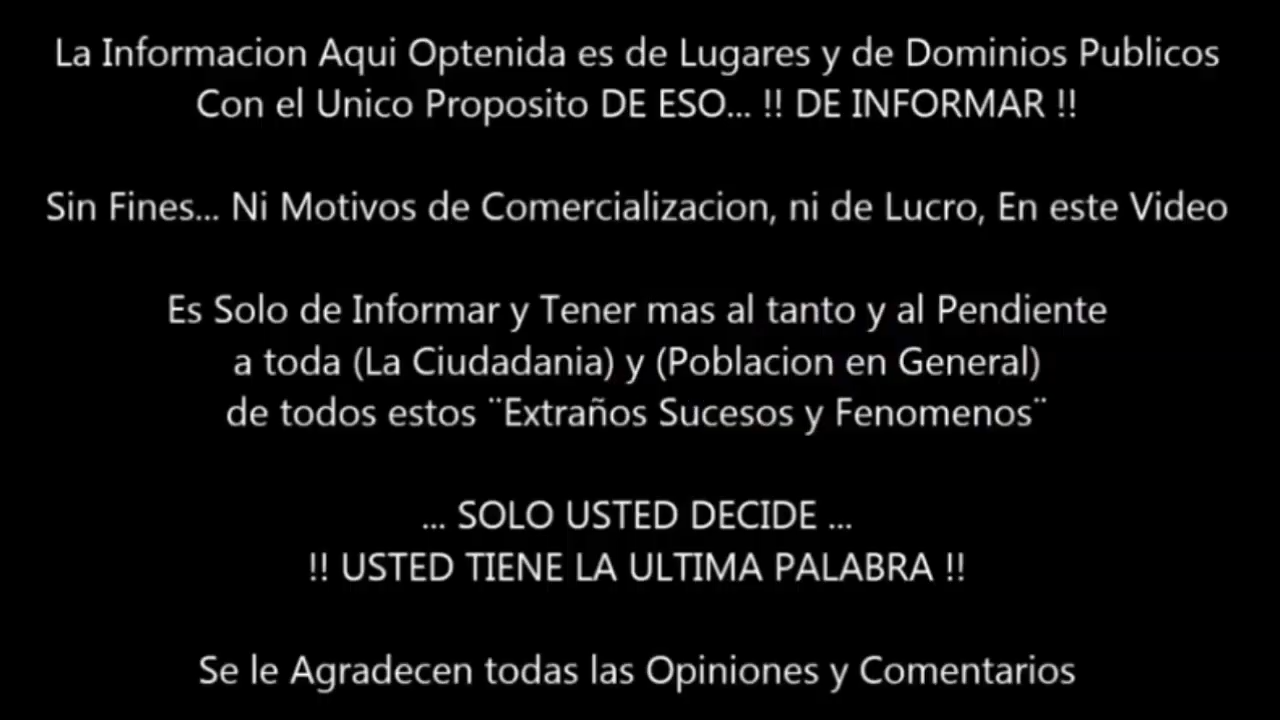 La Informacion Aqui Optenida es de Lugares y de Dominios Publicos
Con el Unico Proposito DE ESO... !! DE INFORMAR !!
Sin Fines... Ni Motivos de Comercializacion, ni de Lucro, En este Video
Es Solo de Informar y Tener mas al tanto y al Pendiente
a toda (La Ciudadania) y (Poblacion en General)
de todos estos ¨Extraños Sucesos y Fenomenos¨
... SOLO USTED DECIDE ...
!! USTED TIENE LA ULTIMA PALABRA !!
Se le Agradecen todas las Opiniones y Comentarios